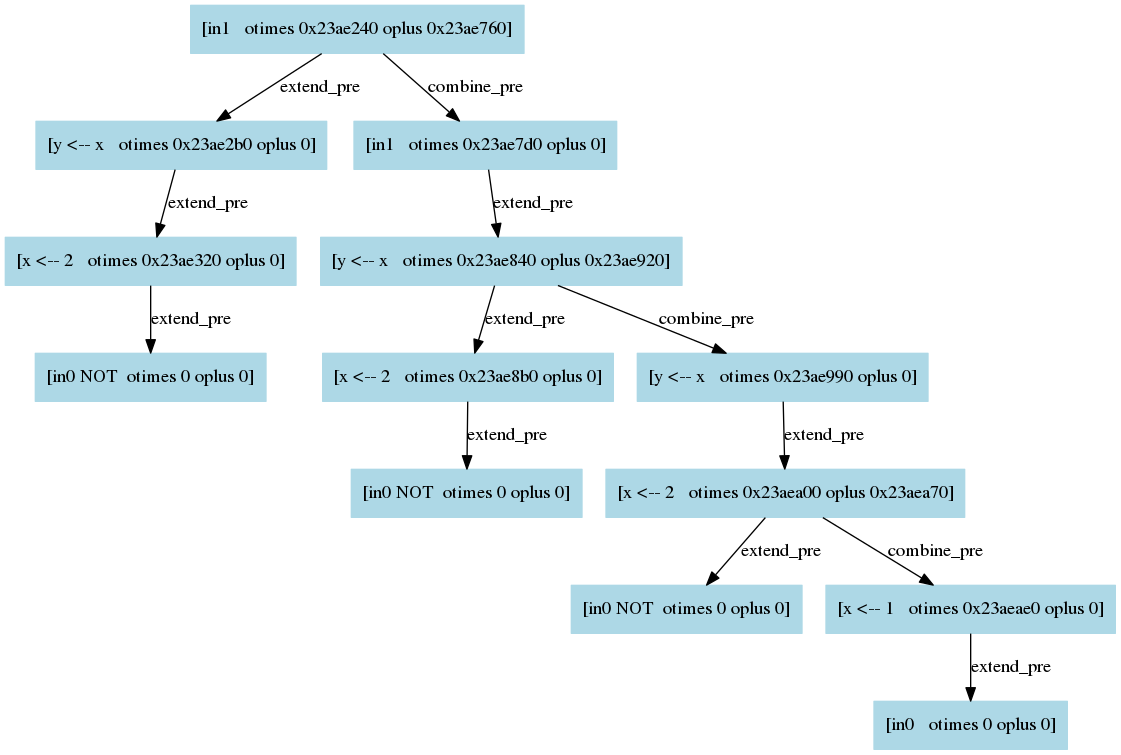 [in1   otimes 0x23ae240 oplus 0x23ae760]
extend_pre
combine_pre
[y <-- x   otimes 0x23ae2b0 oplus 0]
[in1   otimes 0x23ae7d0 oplus 0]
extend_pre
extend_pre
[x <-- 2   otimes 0x23ae320 oplus 0]
[y <-- x   otimes 0x23ae840 oplus 0x23ae920]
extend_pre
extend_pre
combine_pre
[in0 NOT  otimes 0 oplus 0]
[x <-- 2   otimes 0x23ae8b0 oplus 0]
[y <-- x   otimes 0x23ae990 oplus 0]
extend_pre
extend_pre
[in0 NOT  otimes 0 oplus 0]
[x <-- 2   otimes 0x23aea00 oplus 0x23aea70]
extend_pre
combine_pre
[in0 NOT  otimes 0 oplus 0]
[x <-- 1   otimes 0x23aeae0 oplus 0]
extend_pre
[in0   otimes 0 oplus 0]